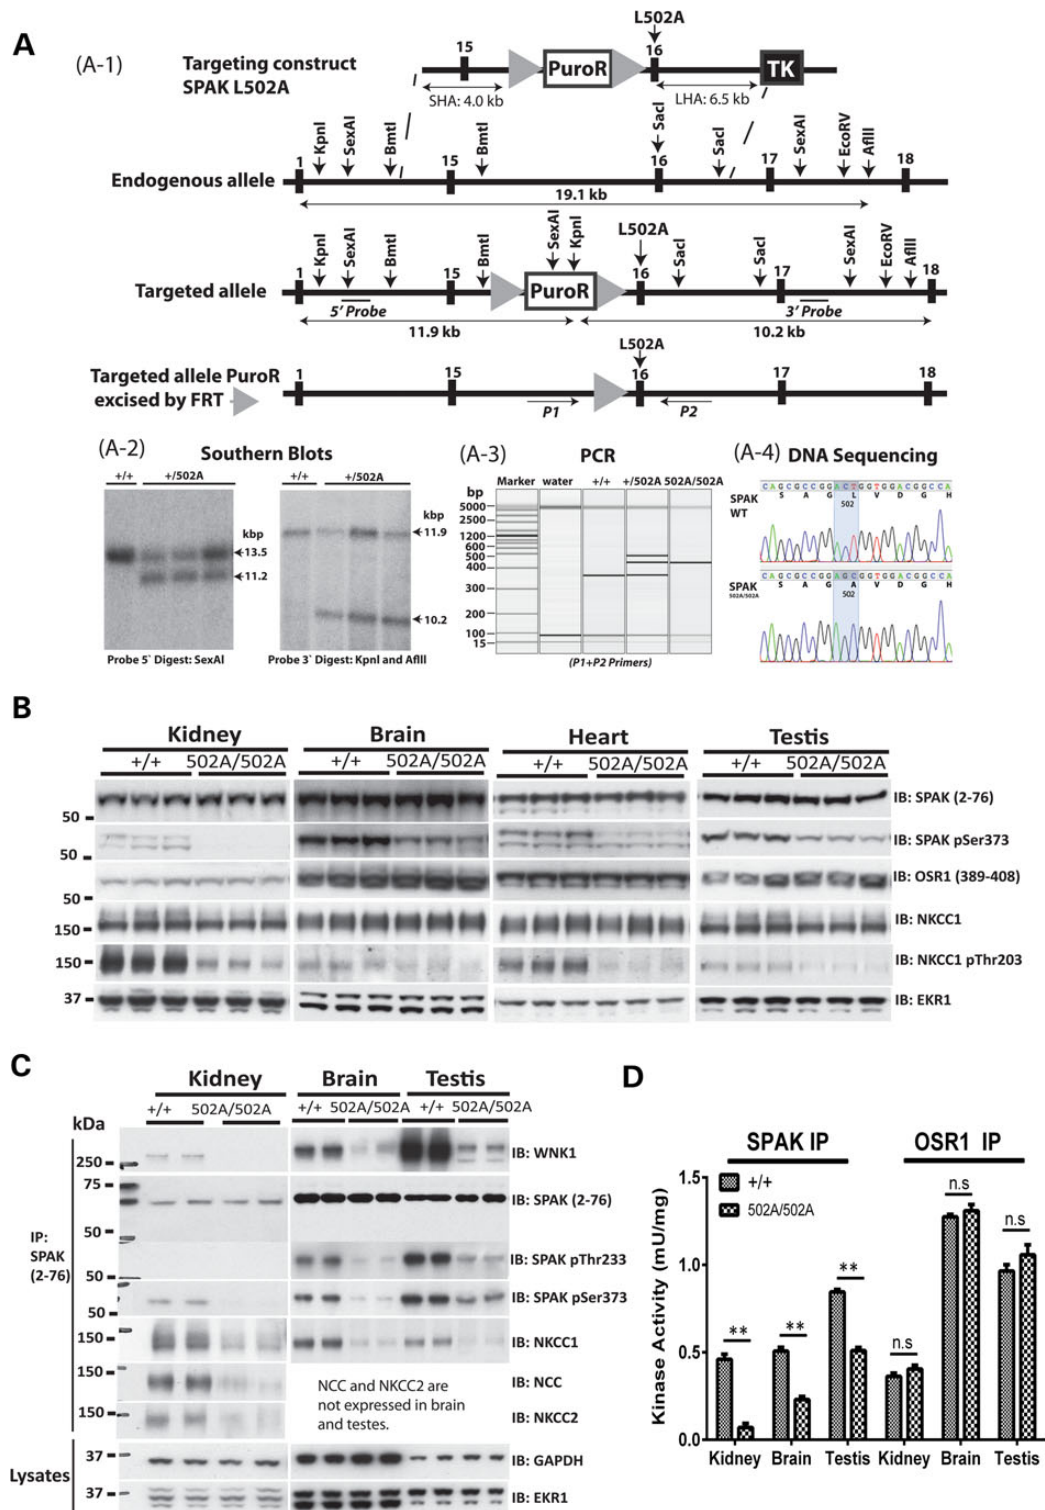 A
(A-1)
Targeting construct
SPAK L502A
L502A
15
16
PuroR
TK
SHA: 4.0 kb
LHA: 6.5 kb
Endogenous allele
1
KpnI
SexAI
BmtI
15
BmtI
SacI
16
SacI
17
SexAI
EcoRV
AflII
18
19.1 kb
Targeted allele
1
KpnI
SexAI
BmtI
15
BmtI
SexAI
KpnI
PuroR
L502A
16
SacI
SacI
17
SexAI
EcoRV
AflII
18
5' Probe
3' Probe
11.9 kb
10.2 kb
Targeted allele PuroR
excised by FRT
L502A
1
15
16
17
18
P1
P2
(A-2)
Southern Blots
+/+
+/502A
kbp
13.5
11.2
Probe 5` Digest: SexAI
+/+
+/502A
kbp
11.9
10.2
Probe 3` Digest: KpnI and AflII
(A-3)
PCR
Marker water +/+ +/502A 502A/502A
bp
5000
2000
1200
600
500
400
300
200
100
15
(P1+P2 Primers)
(A-4)
DNA Sequencing
C A G C G C C G G A C T G G T G G A C G G C C A
S A G L V D G H
502
SPAK
WT
C A G C G C C G G A G C G G T G G A C G G C C A
S A G A V D G H
502
SPAK
502A/502A
B
Kidney Brain Heart Testis
+/+ 502A/502A +/+ 502A/502A +/+ 502A/502A +/+ 502A/502A
50
IB: SPAK (2-76)
50
IB: SPAK pSer373
IB: OSR1 (389-408)
150
IB: NKCC1
150
IB: NKCC1 pThr203
37
IB: EKR1
C
Kidney Brain Testis
+/+ 502A/502A +/+ 502A/502A +/+ 502A/502A
kDa
IP:
SPAK
(2-76)
250
IB: WNK1
75
IB: SPAK (2-76)
50
IB: SPAK pThr233
50
IB: SPAK pSer373
50
150
IB: NKCC1
150
IB: NCC
150
IB: NKCC2
NCC and NKCC2 are
not expressed in brain
and testes.
Lysates
37
IB: GAPDH
37
IB: EKR1
D
SPAK IP
OSR1 IP
+/+
502A/502A
Kinase Activity (mU/mg)
1.5
1.0
0.5
0.0
**
**
**
n.s
n.s
n.s
Kidney Brain Testis Kidney Brain Testis